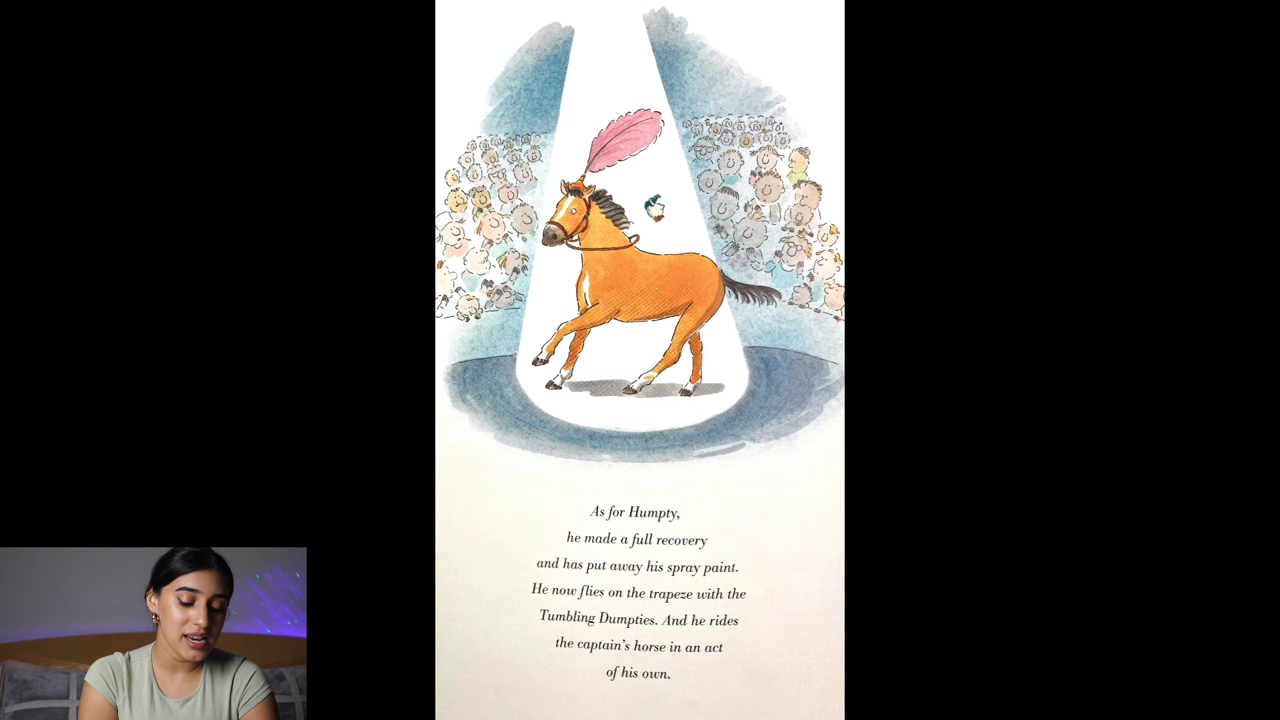 As for Humpty,
he made a full recovery
and has put away his spray paint.
He now flies on the trapeze with the
Tumbling Dumpties. And he rides
the captain's horse in an act
of his own.